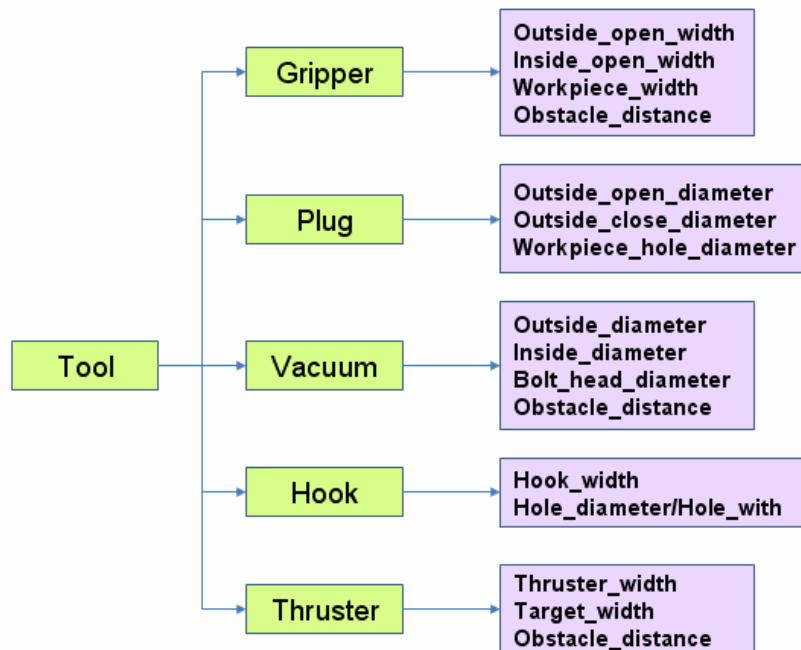 Gripper
Outside_open_width
Inside_open_width
Workpiece_width
Obstacle_distance
Plug
Outside_open_diameter
Outside_close_diameter
Workpiece_hole_diameter
Tool
Vacuum
Outside_diameter
Inside_diameter
Bolt_head_diameter
Obstacle_distance
Hook
Hook_width
Hole_diameter/Hole_with
Thruster
Thruster_width
Target_width
Obstacle_distance